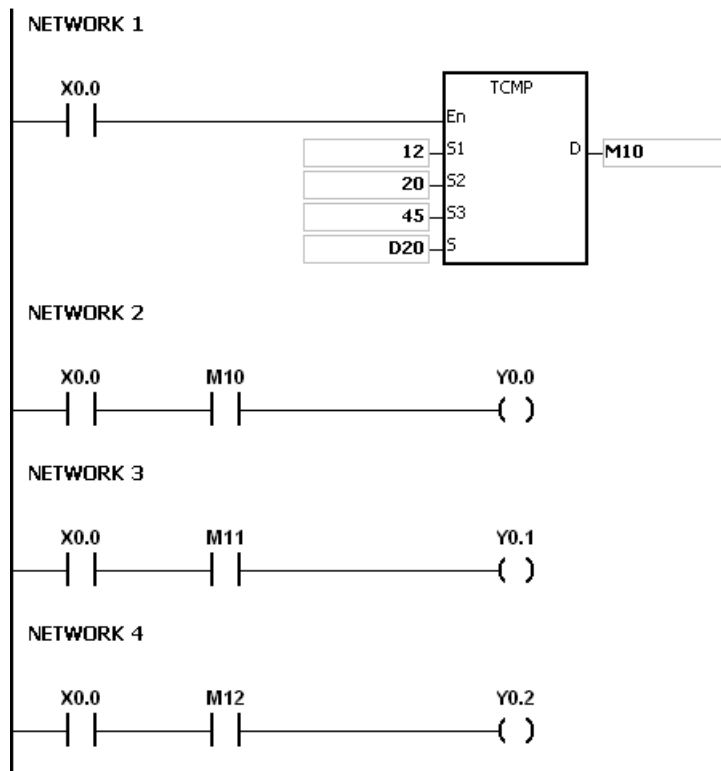 NETWORK 1
X0.0
TCMP
En
12 S1 D M10
20 S2
45 S3
D20 S
NETWORK 2
X0.0 M10 Y0.0
NETWORK 3
X0.0 M11 Y0.1
NETWORK 4
X0.0 M12 Y0.2